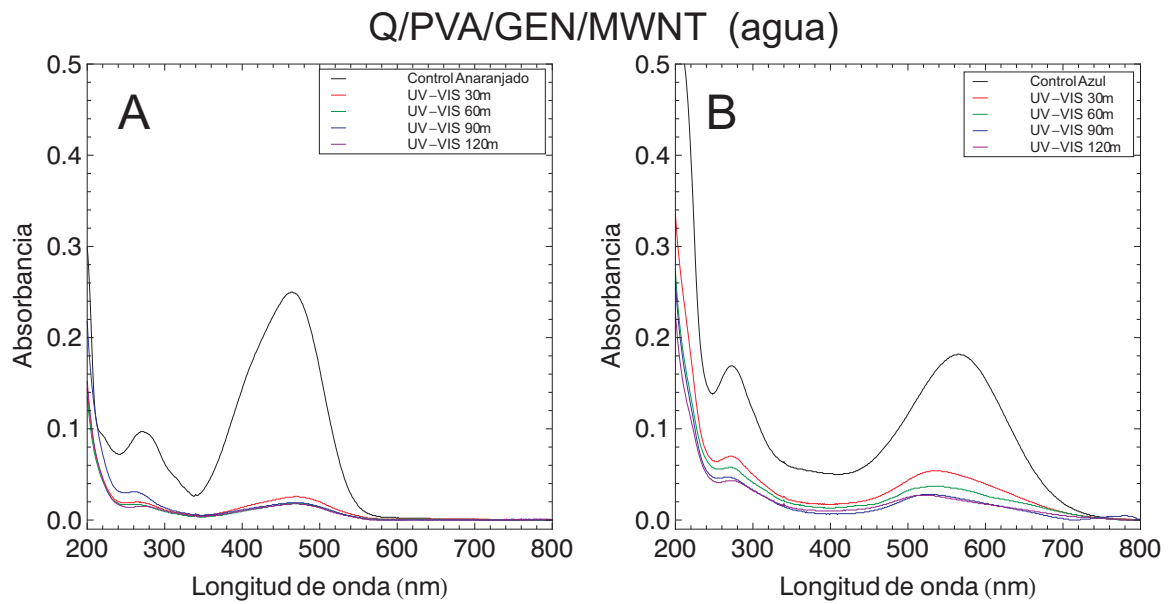 Q/PVA/GEN/MWNT (agua)
A
Control Anaranjado
UV-VIS 30m
UV-VIS 60m
UV-VIS 90m
UV-VIS 120m
0.5
0.4
0.3
0.2
0.1
0.0
Absorbancia
200 300 400 500 600 700 800
Longitud de onda (nm)
B
Control Azul
UV-VIS 30m
UV-VIS 60m
UV-VIS 90m
UV-VIS 120m
0.5
0.4
0.3
0.2
0.1
0.0
Absorbancia
200 300 400 500 600 700 800
Longitud de onda (nm)